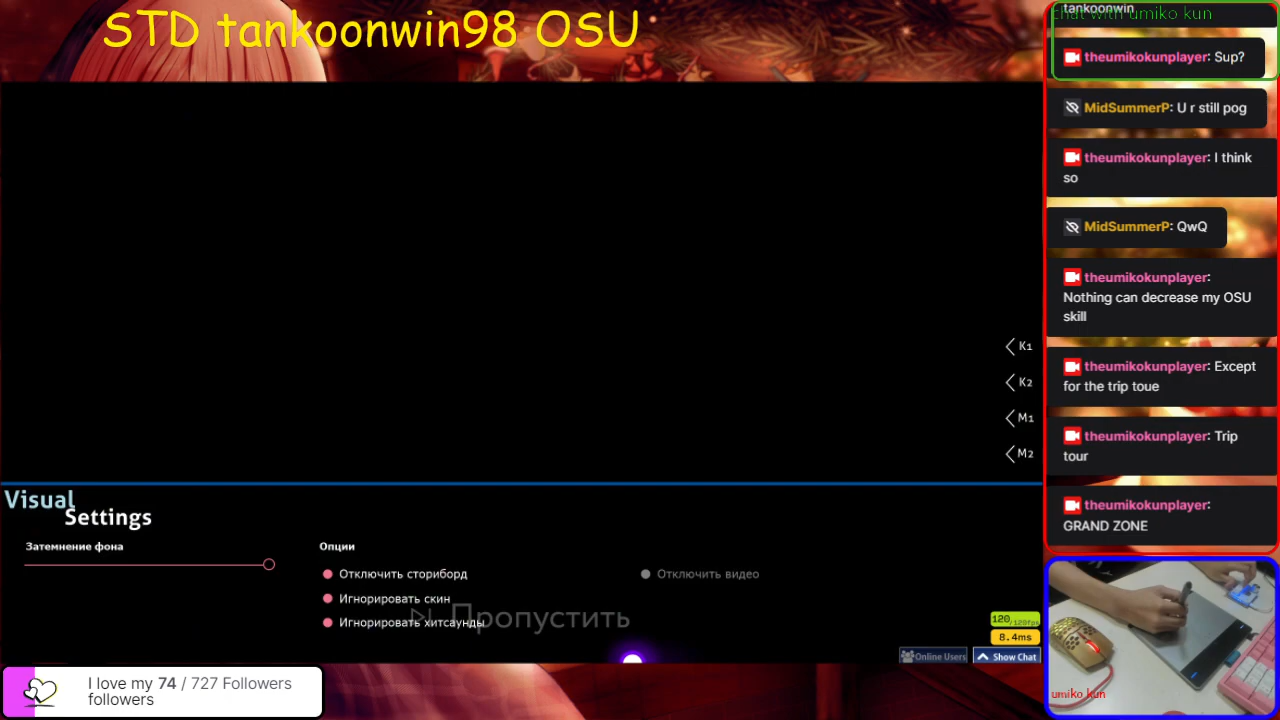 STD tankoonwin98 OSU
tankoonwin
chat with umiko kun
theumikokunplayer: Sup?
MidSummerP: U r still pog
theumikokunplayer: I think
so
MidSummerP: QwQ
theumikokunplayer:
Nothing can decrease my OSU
skill
theumikokunplayer: Except
for the trip toue
theumikokunplayer: Trip
tour
theumikokunplayer:
GRAND ZONE
K1
K2
M1
M2
Visual
Settings
Затемнение фона
Опции
Отключить сториборд
Отключить видео
Игнорировать скин
Игнорировать хитсаунды
Пропустить
120/120fps
8.4ms
Online Users
Show Chat
I love my 74 / 727 Followers
followers
umiko kun